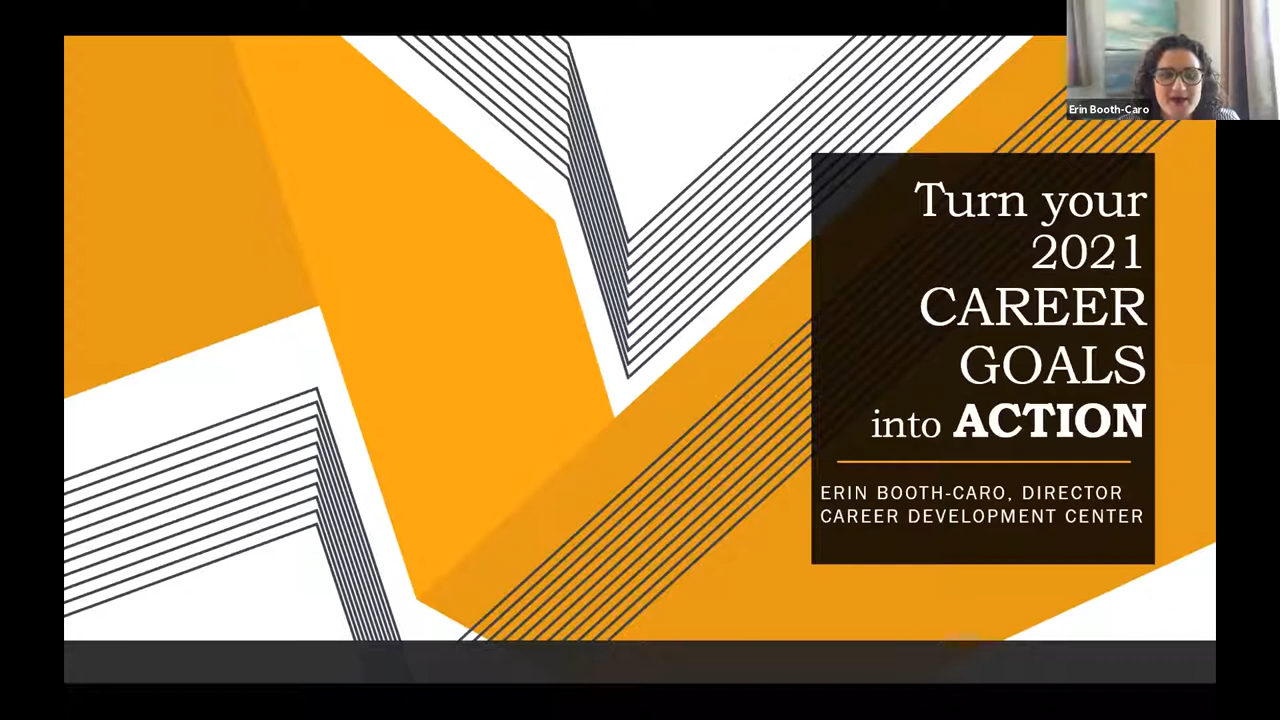 Erin Booth-Caro
Turn your
2021
CAREER
GOALS
into ACTION
ERIN BOOTH-CARO, DIRECTOR
CAREER DEVELOPMENT CENTER